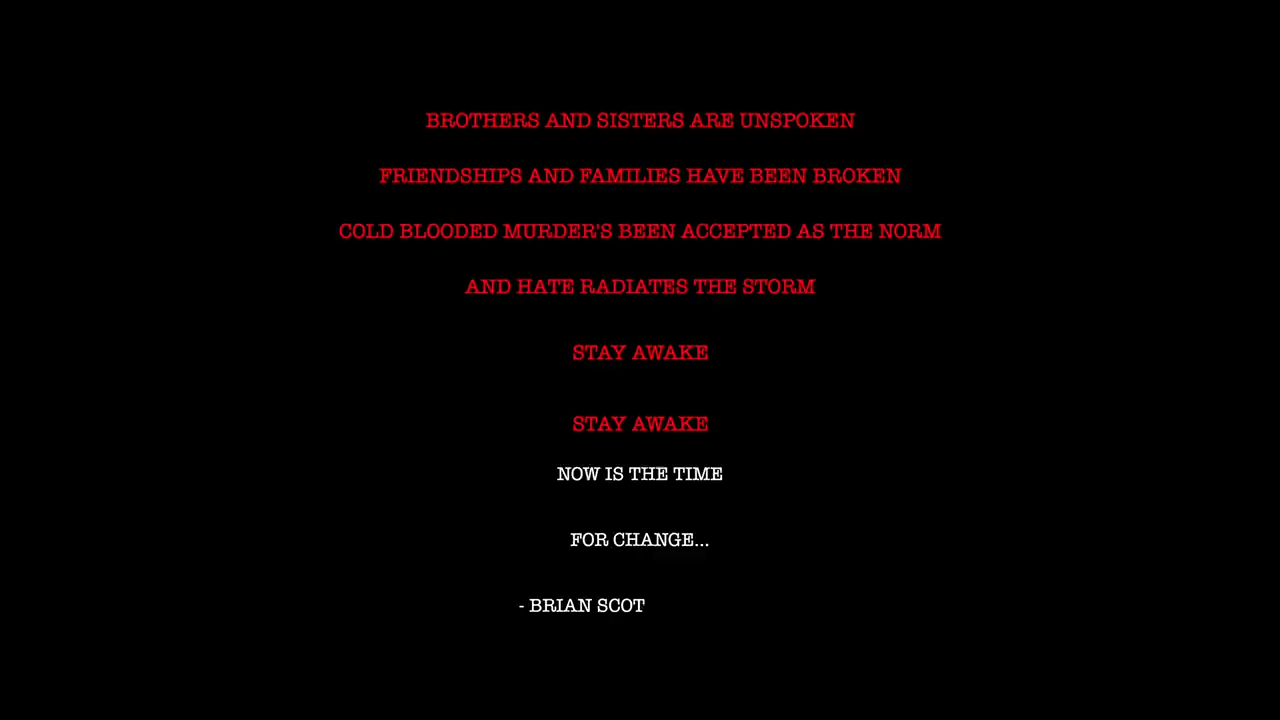 BROTHERS AND SISTERS ARE UNSPOKEN
FRIENDSHIPS AND FAMILIES HAVE BEEN BROKEN
COLD BLOODED MURDER'S BEEN ACCEPTED AS THE NORM
AND HATE RADIATES THE STORM
STAY AWAKE
STAY AWAKE
NOW IS THE TIME
FOR CHANGE...
- BRIAN SCOT